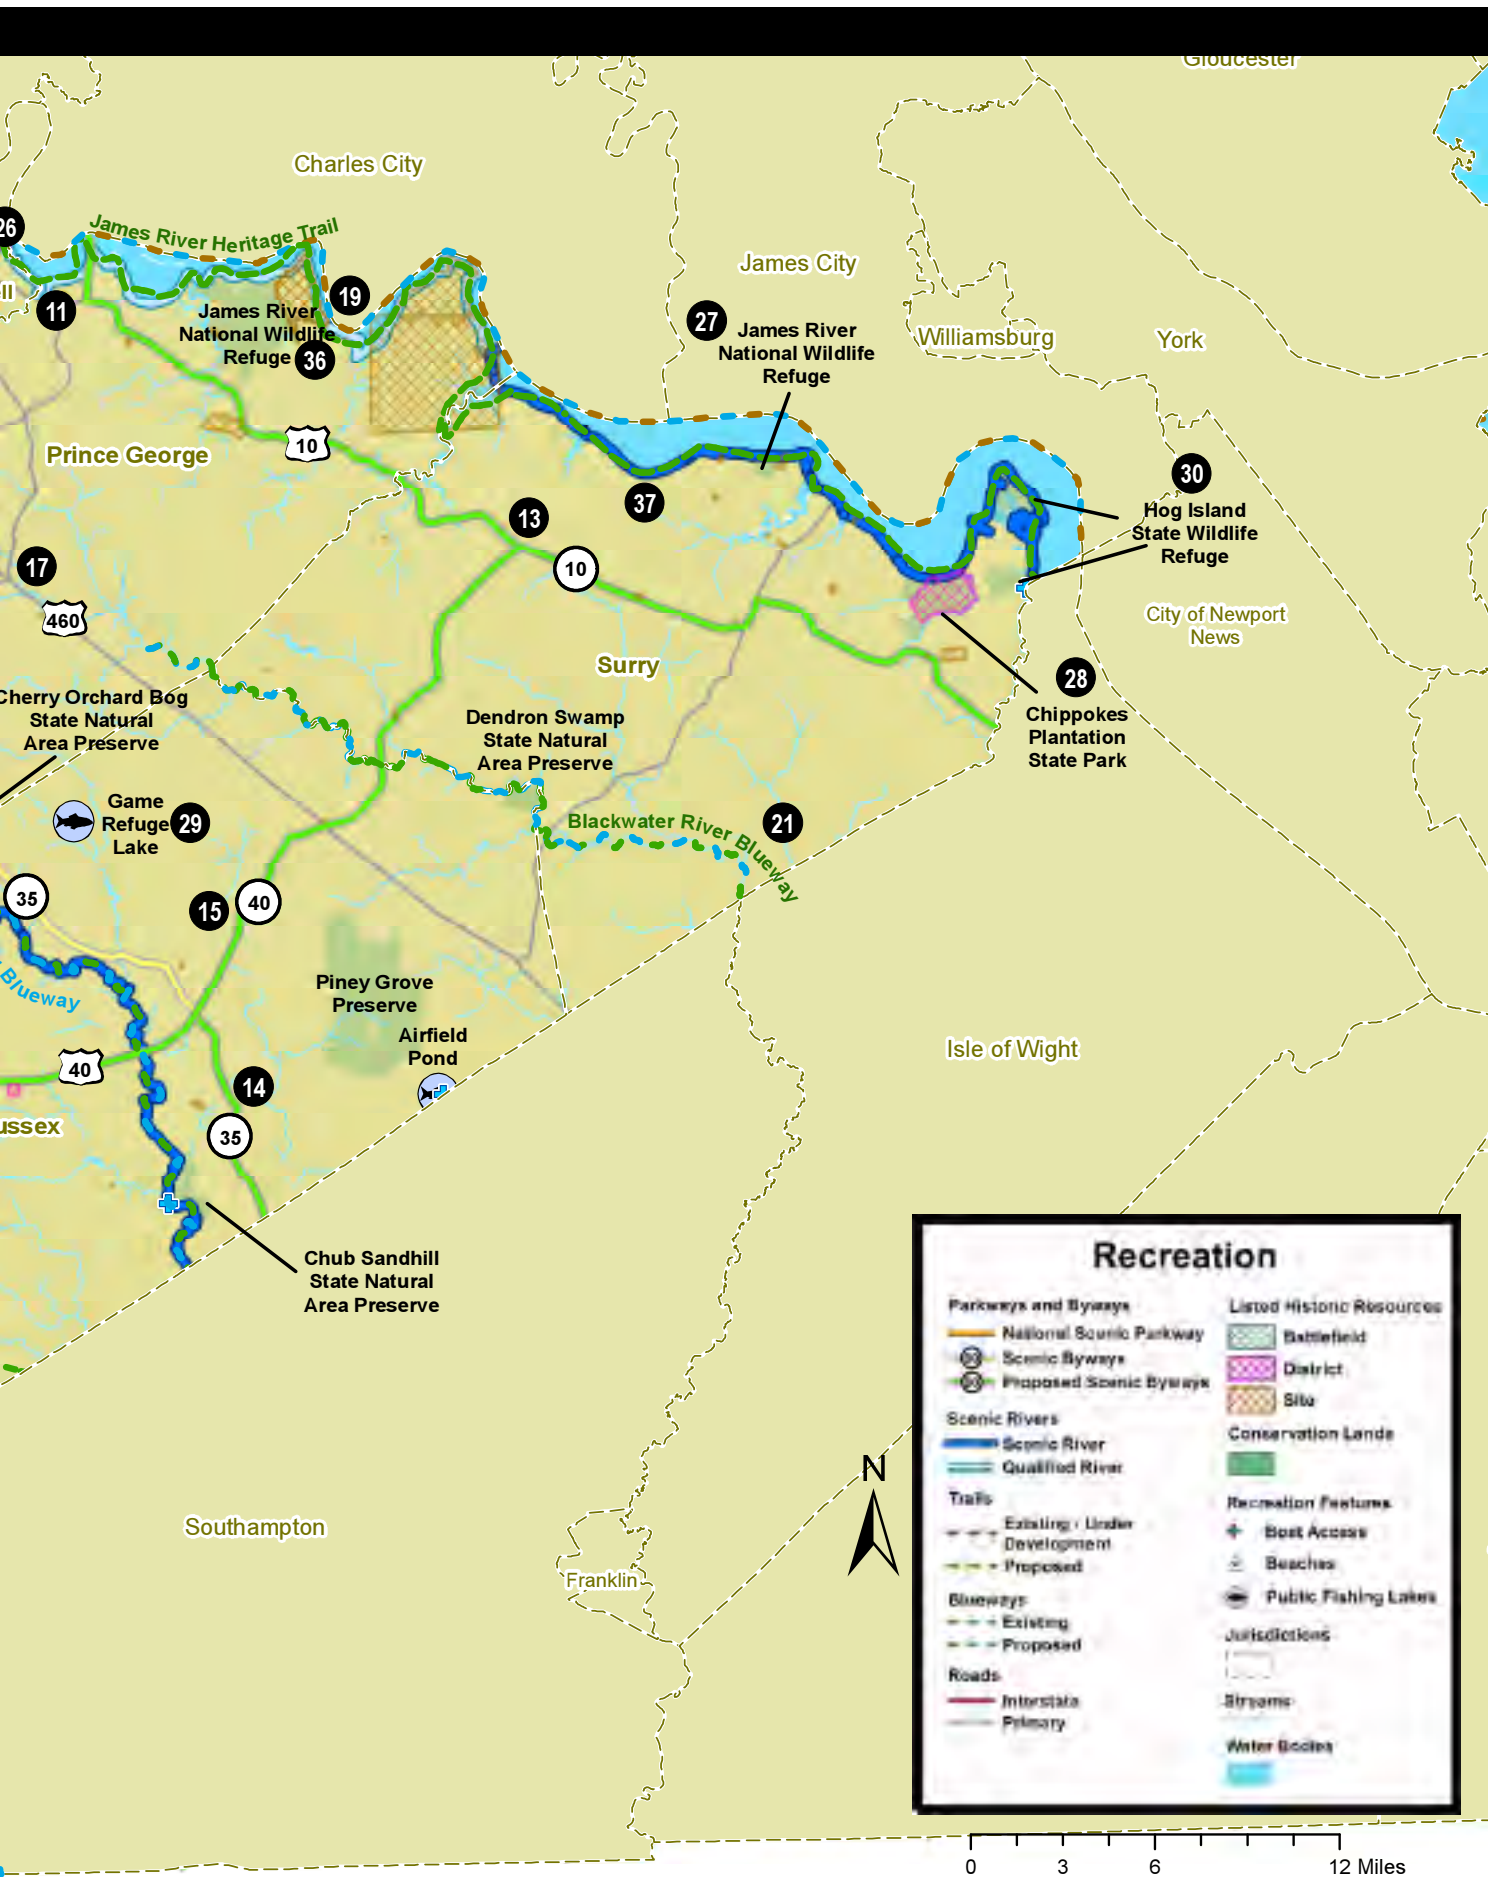 Gloucester
Charles City
26
James River Heritage Trail
James City
ll
11
19
James River
National Wildlife
Refuge
36
27
James River
National Wildlife
Refuge
Williamsburg
York
10
Prince George
30
Hog Island
State Wildlife
Refuge
37
13
10
17
460
City of Newport
News
Surry
28
Chippokes
Plantation
State Park
Cherry Orchard Bog
State Natural
Area Preserve
Dendron Swamp
State Natural
Area Preserve
Game
Refuge
Lake
29
Blackwater River Blueway
21
35
15
40
Blueway
Piney Grove
Preserve
Airfield
Pond
Isle of Wight
40
14
35
ussex
Chub Sandhill
State Natural
Area Preserve
Southampton
Franklin
N
Recreation
Parkways and Byways
National Scenic Parkway
Scenic Byways
Proposed Scenic Byways
Scenic Rivers
Scenic River
Qualified River
Trails
Existing - Under
Development
Proposed
Blueways
Existing
Proposed
Roads
Interstate
Primary
Listed Historic Resources
Battlefield
District
Site
Conservation Lands
Recreation Features
Boat Access
Beaches
Public Fishing Lakes
Jurisdictions
Streams
Water Bodies
0 3 6 12 Miles